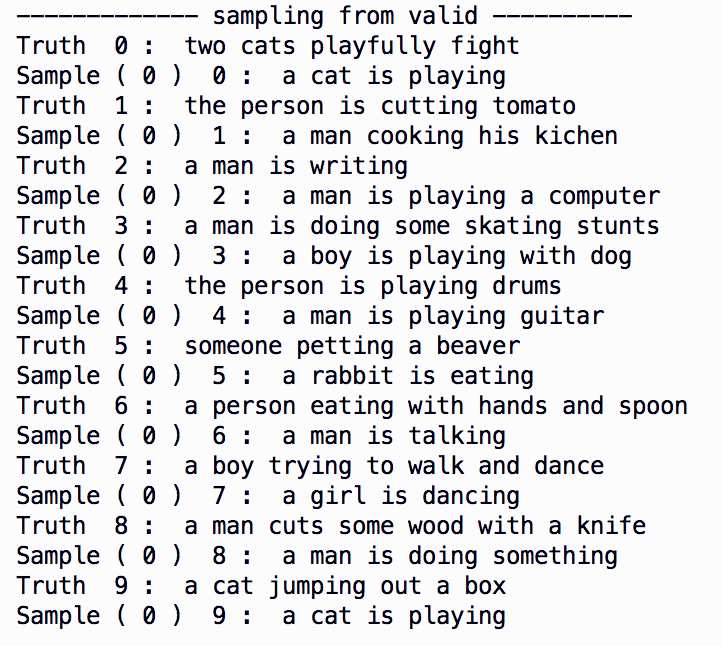 ------------- sampling from valid ----------
Truth  0 :  two cats playfully fight
Sample ( 0 )  0 :  a cat is playing
Truth  1 :  the person is cutting tomato
Sample ( 0 )  1 :  a man cooking his kichen
Truth  2 :  a man is writing
Sample ( 0 )  2 :  a man is playing a computer
Truth  3 :  a man is doing some skating stunts
Sample ( 0 )  3 :  a boy is playing with dog
Truth  4 :  the person is playing drums
Sample ( 0 )  4 :  a man is playing guitar
Truth  5 :  someone petting a beaver
Sample ( 0 )  5 :  a rabbit is eating
Truth  6 :  a person eating with hands and spoon
Sample ( 0 )  6 :  a man is talking
Truth  7 :  a boy trying to walk and dance
Sample ( 0 )  7 :  a girl is dancing
Truth  8 :  a man cuts some wood with a knife
Sample ( 0 )  8 :  a man is doing something
Truth  9 :  a cat jumping out a box
Sample ( 0 )  9 :  a cat is playing